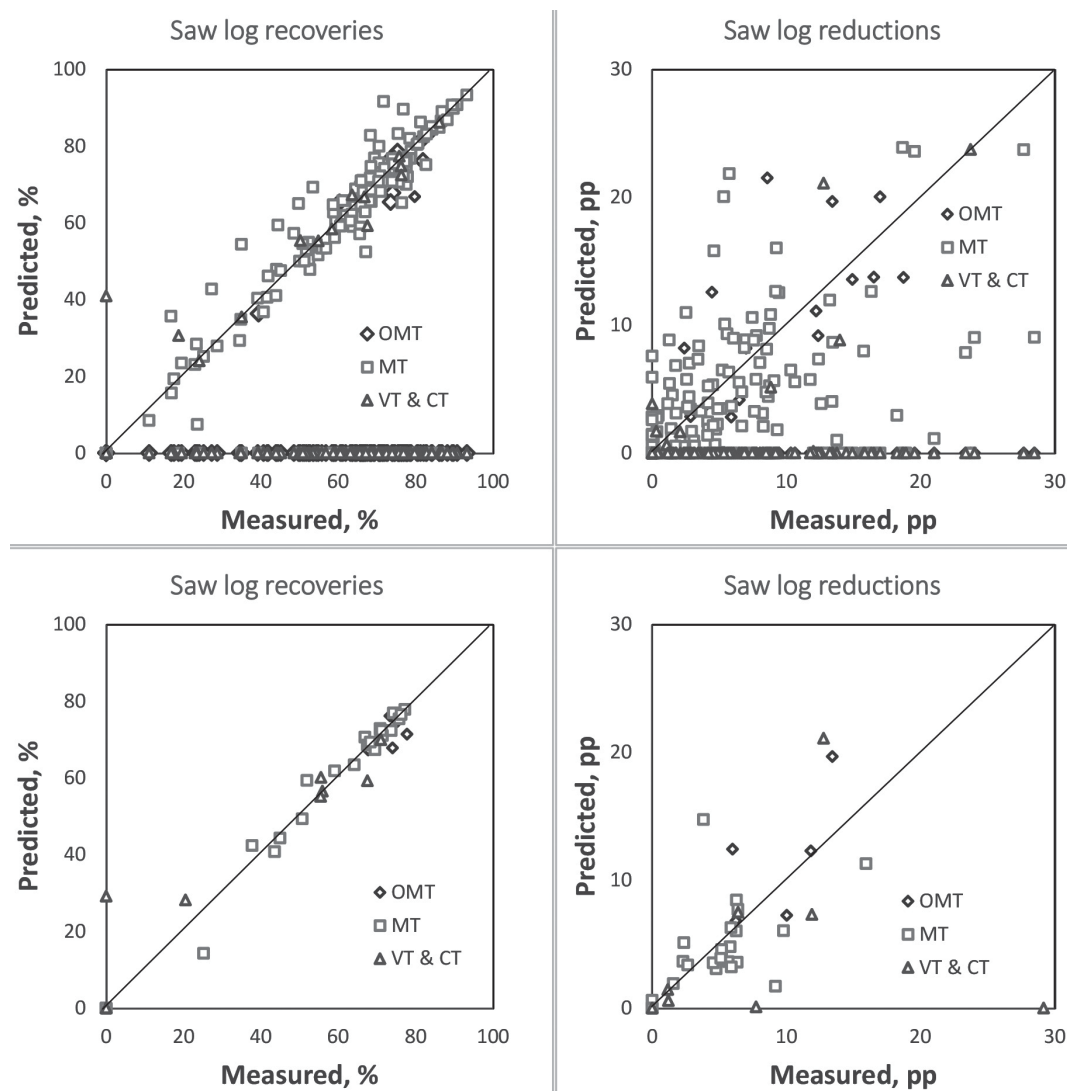 Saw log recoveries
100
80
60
40
20
0
Predicted, %
OMT
MT
VT & CT
0 20 40 60 80 100
Measured, %
Saw log reductions
30
20
10
0
Predicted, pp
OMT
MT
VT & CT
0 10 20 30
Measured, pp
Saw log recoveries
100
80
60
40
20
0
Predicted, %
OMT
MT
VT & CT
0 20 40 60 80 100
Measured, %
Saw log reductions
30
20
10
0
Predicted, pp
OMT
MT
VT & CT
0 10 20 30
Measured, pp